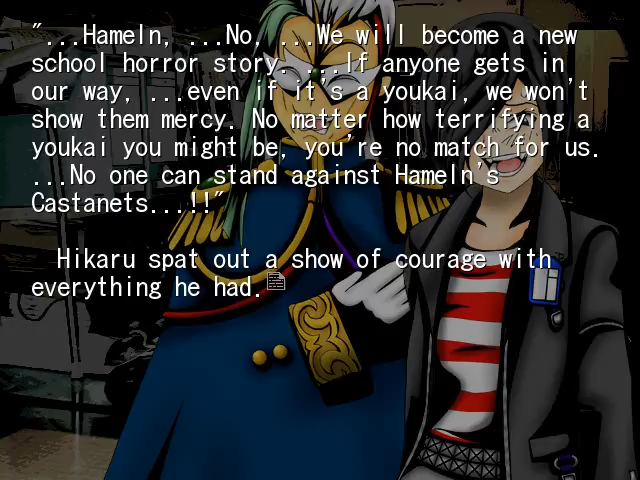 "...Hameln, ...No, ...We will become a new
school horror story. ...If anyone gets in
our way, ...even if it's a youkai, we won't
show them mercy. No matter how terrifying a
youkai you might be, you're no match for us.
...No one can stand against Hameln's
Castanets...!!"
Hikaru spat out a show of courage with
everything he had.